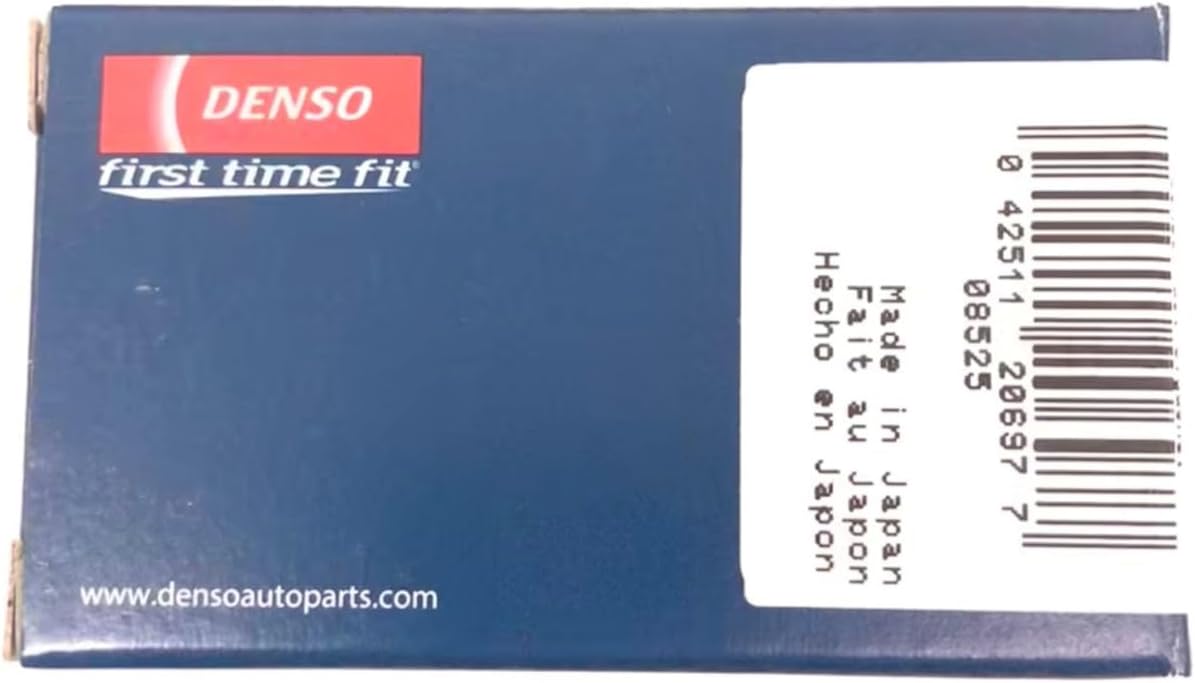 DENSO
first time fit®
www.densoautoparts.com
0 42511 20697 7
08525
Made in Japan
Fait au Japon
Hecho en Japon